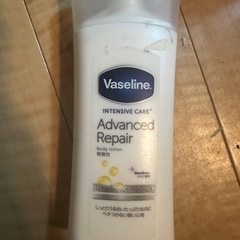 Vaseline.
INTENSIVE CARE™
Advanced
Repair
body lotion
無香性
しっとりうるおいたっぷりなのに
ベタつかない使い心地